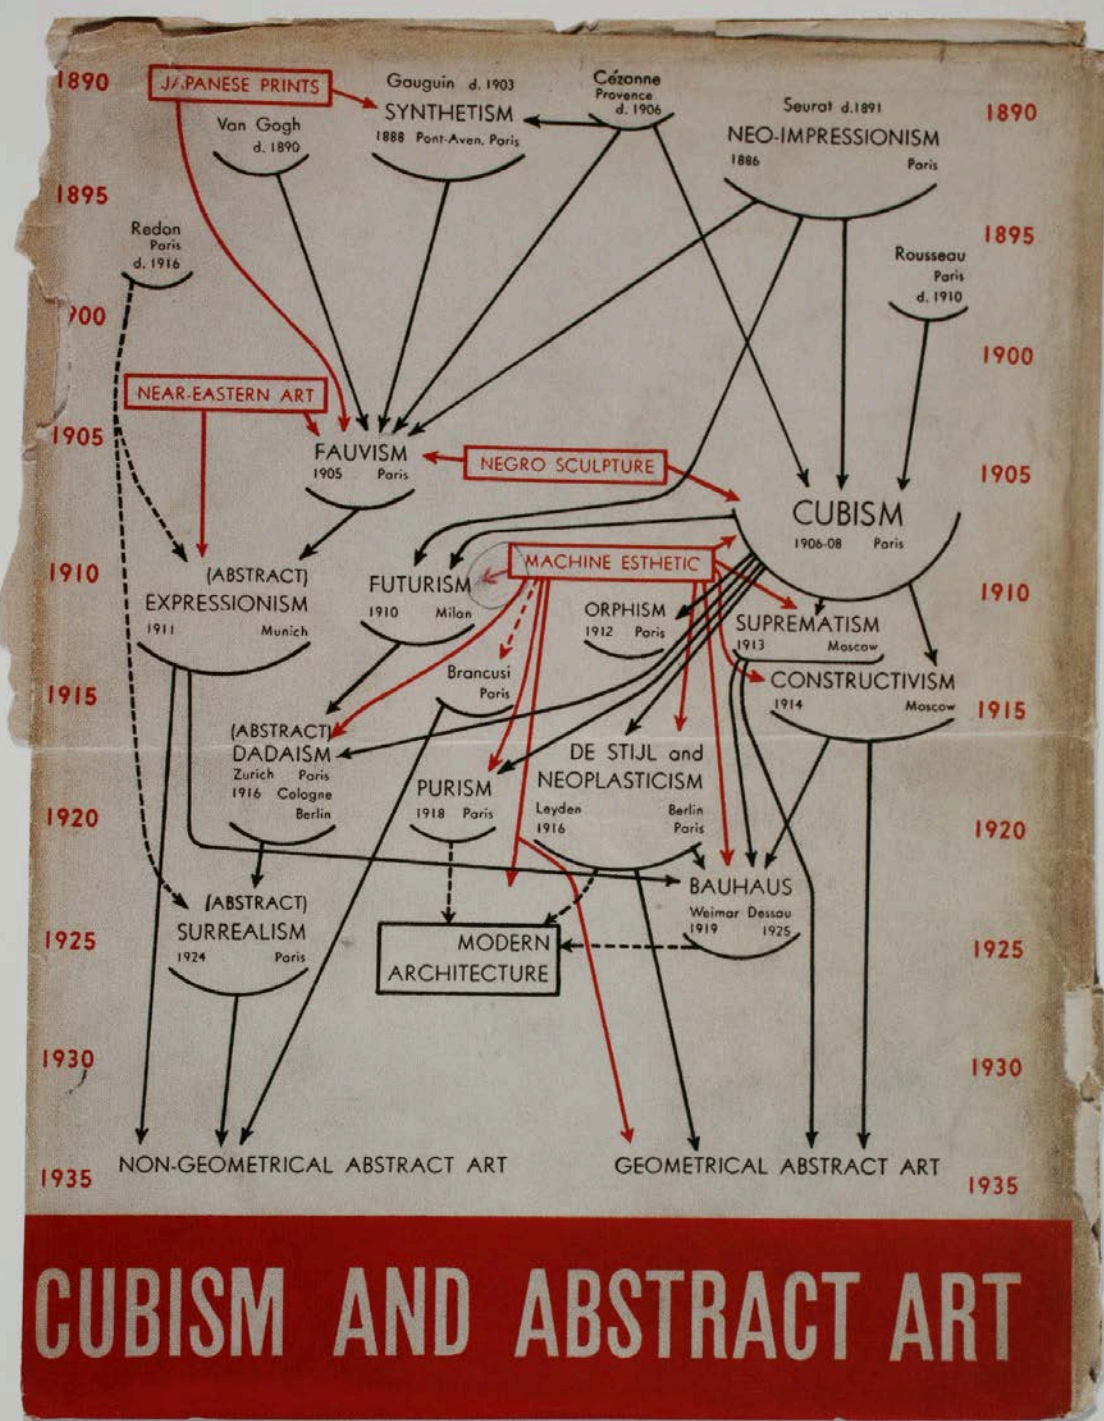 1890
JAPANESE PRINTS
Gauguin d. 1903
SYNTHETISM
1888 Pont-Aven, Paris
Cézanne
Provence
d. 1906
Seurat d.1891
NEO-IMPRESSIONISM
1886 Paris
1890
Van Gogh
d. 1890
1895
Redon
Paris
d. 1916
1895
Rousseau
Paris
d. 1910
1900
1900
NEAR-EASTERN ART
1905
FAUVISM
1905 Paris
NEGRO SCULPTURE
1905
CUBISM
1906-08 Paris
1910
(ABSTRACT)
EXPRESSIONISM
1911 Munich
FUTURISM
1910 Milan
MACHINE ESTHETIC
ORPHISM
1912 Paris
1910
SUPREMATISM
1913 Moscow
Brancusi
Paris
CONSTRUCTIVISM
1914 Moscow
1915
1915
(ABSTRACT)
DADAISM
Zurich Paris
1916 Cologne
Berlin
PURISM
1918 Paris
DE STIJL and
NEOPLASTICISM
Leyden Berlin
1916 Paris
1920
1920
BAUHAUS
Weimar Dessau
1919 1925
(ABSTRACT)
SURREALISM
1924 Paris
1925
MODERN
ARCHITECTURE
1925
1930
1930
NON-GEOMETRICAL ABSTRACT ART
GEOMETRICAL ABSTRACT ART
1935
1935
CUBISM AND ABSTRACT ART